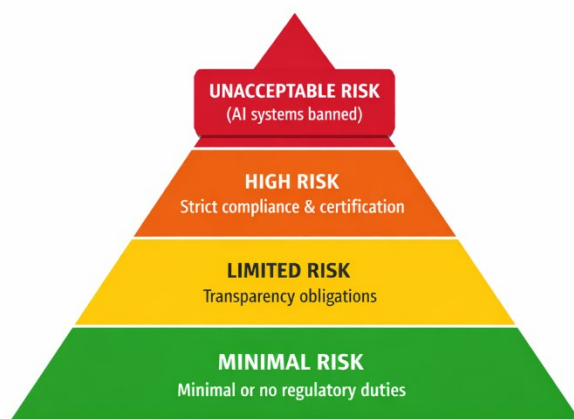 UNACCEPTABLE RISK
(AI systems banned)
HIGH RISK
Strict compliance & certification
LIMITED RISK
Transparency obligations
MINIMAL RISK
Minimal or no regulatory duties